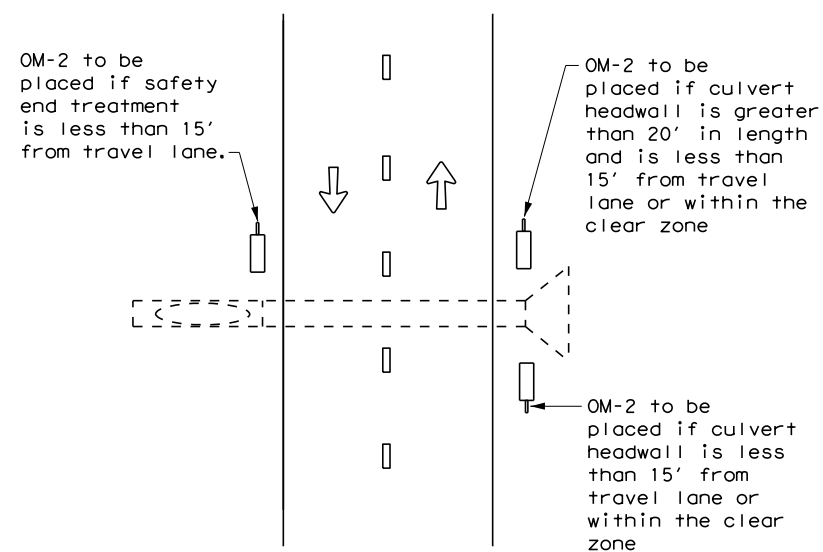 OM-2 to be
placed if safety
end treatment
is less than 15'
from travel lane.
OM-2 to be
placed if culvert
headwall is greater
than 20' in length
and is less than
15' from travel
lane or within the
clear zone
OM-2 to be
placed if culvert
headwall is less
than 15' from
travel lane or
within the clear
zone